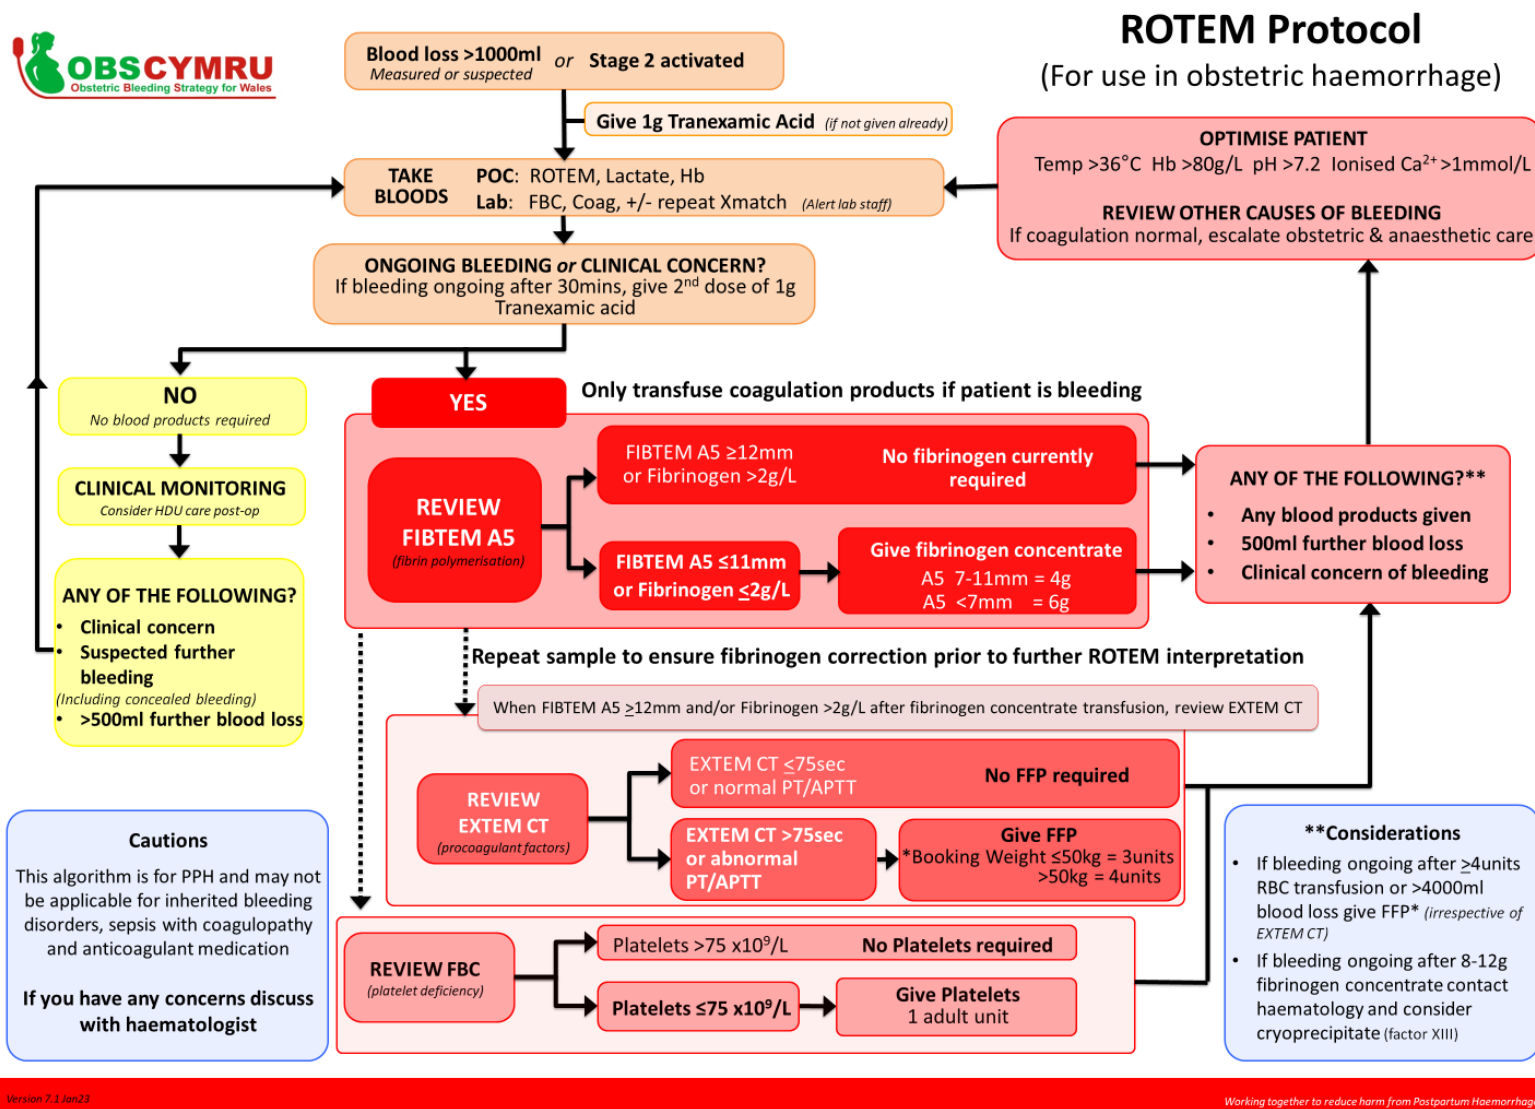 OBSCYMRU
Obstetric Bleeding Strategy for Wales
ROTEM Protocol
(For use in obstetric haemorrhage)
Blood loss >1000ml or Stage 2 activated
Measured or suspected
Give 1g Tranexamic Acid (if not given already)
TAKE BLOODS
POC: ROTEM, Lactate, Hb
Lab: FBC, Coag, +/- repeat Xmatch (Alert lab staff)
OPTIMISE PATIENT
Temp >36°C Hb >80g/L pH >7.2 Ionised Ca²⁺ >1mmol/L
REVIEW OTHER CAUSES OF BLEEDING
If coagulation normal, escalate obstetric & anaesthetic care
ONGOING BLEEDING or CLINICAL CONCERN?
If bleeding ongoing after 30mins, give 2nd dose of 1g
Tranexamic acid
NO
No blood products required
CLINICAL MONITORING
Consider HDU care post-op
ANY OF THE FOLLOWING?
• Clinical concern
• Suspected further
bleeding
(Including concealed bleeding)
• >500ml further blood loss
YES
Only transfuse coagulation products if patient is bleeding
REVIEW
FIBTEM A5
(fibrin polymerisation)
FIBTEM A5 ≥12mm
or Fibrinogen >2g/L
No fibrinogen currently
required
FIBTEM A5 ≤11mm
or Fibrinogen ≤2g/L
Give fibrinogen concentrate
A5 7-11mm = 4g
A5 <7mm = 6g
ANY OF THE FOLLOWING?**
• Any blood products given
• 500ml further blood loss
• Clinical concern of bleeding
Repeat sample to ensure fibrinogen correction prior to further ROTEM interpretation
When FIBTEM A5 ≥12mm and/or Fibrinogen >2g/L after fibrinogen concentrate transfusion, review EXTEM CT
REVIEW
EXTEM CT
(procoagulant factors)
EXTEM CT ≤75sec
or normal PT/APTT
No FFP required
EXTEM CT >75sec
or abnormal
PT/APTT
Give FFP
*Booking Weight ≤50kg = 3units
>50kg = 4units
REVIEW FBC
(platelet deficiency)
Platelets >75 x10⁹/L
No Platelets required
Platelets ≤75 x10⁹/L
Give Platelets
1 adult unit
Cautions
This algorithm is for PPH and may not
be applicable for inherited bleeding
disorders, sepsis with coagulopathy
and anticoagulant medication
If you have any concerns discuss
with haematologist
**Considerations
• If bleeding ongoing after ≥4units
RBC transfusion or >4000ml
blood loss give FFP* (irrespective of
EXTEM CT)
• If bleeding ongoing after 8-12g
fibrinogen concentrate contact
haematology and consider
cryoprecipitate (factor XIII)
Version 7.1 Jan23
Working together to reduce harm from Postpartum Haemorrhag